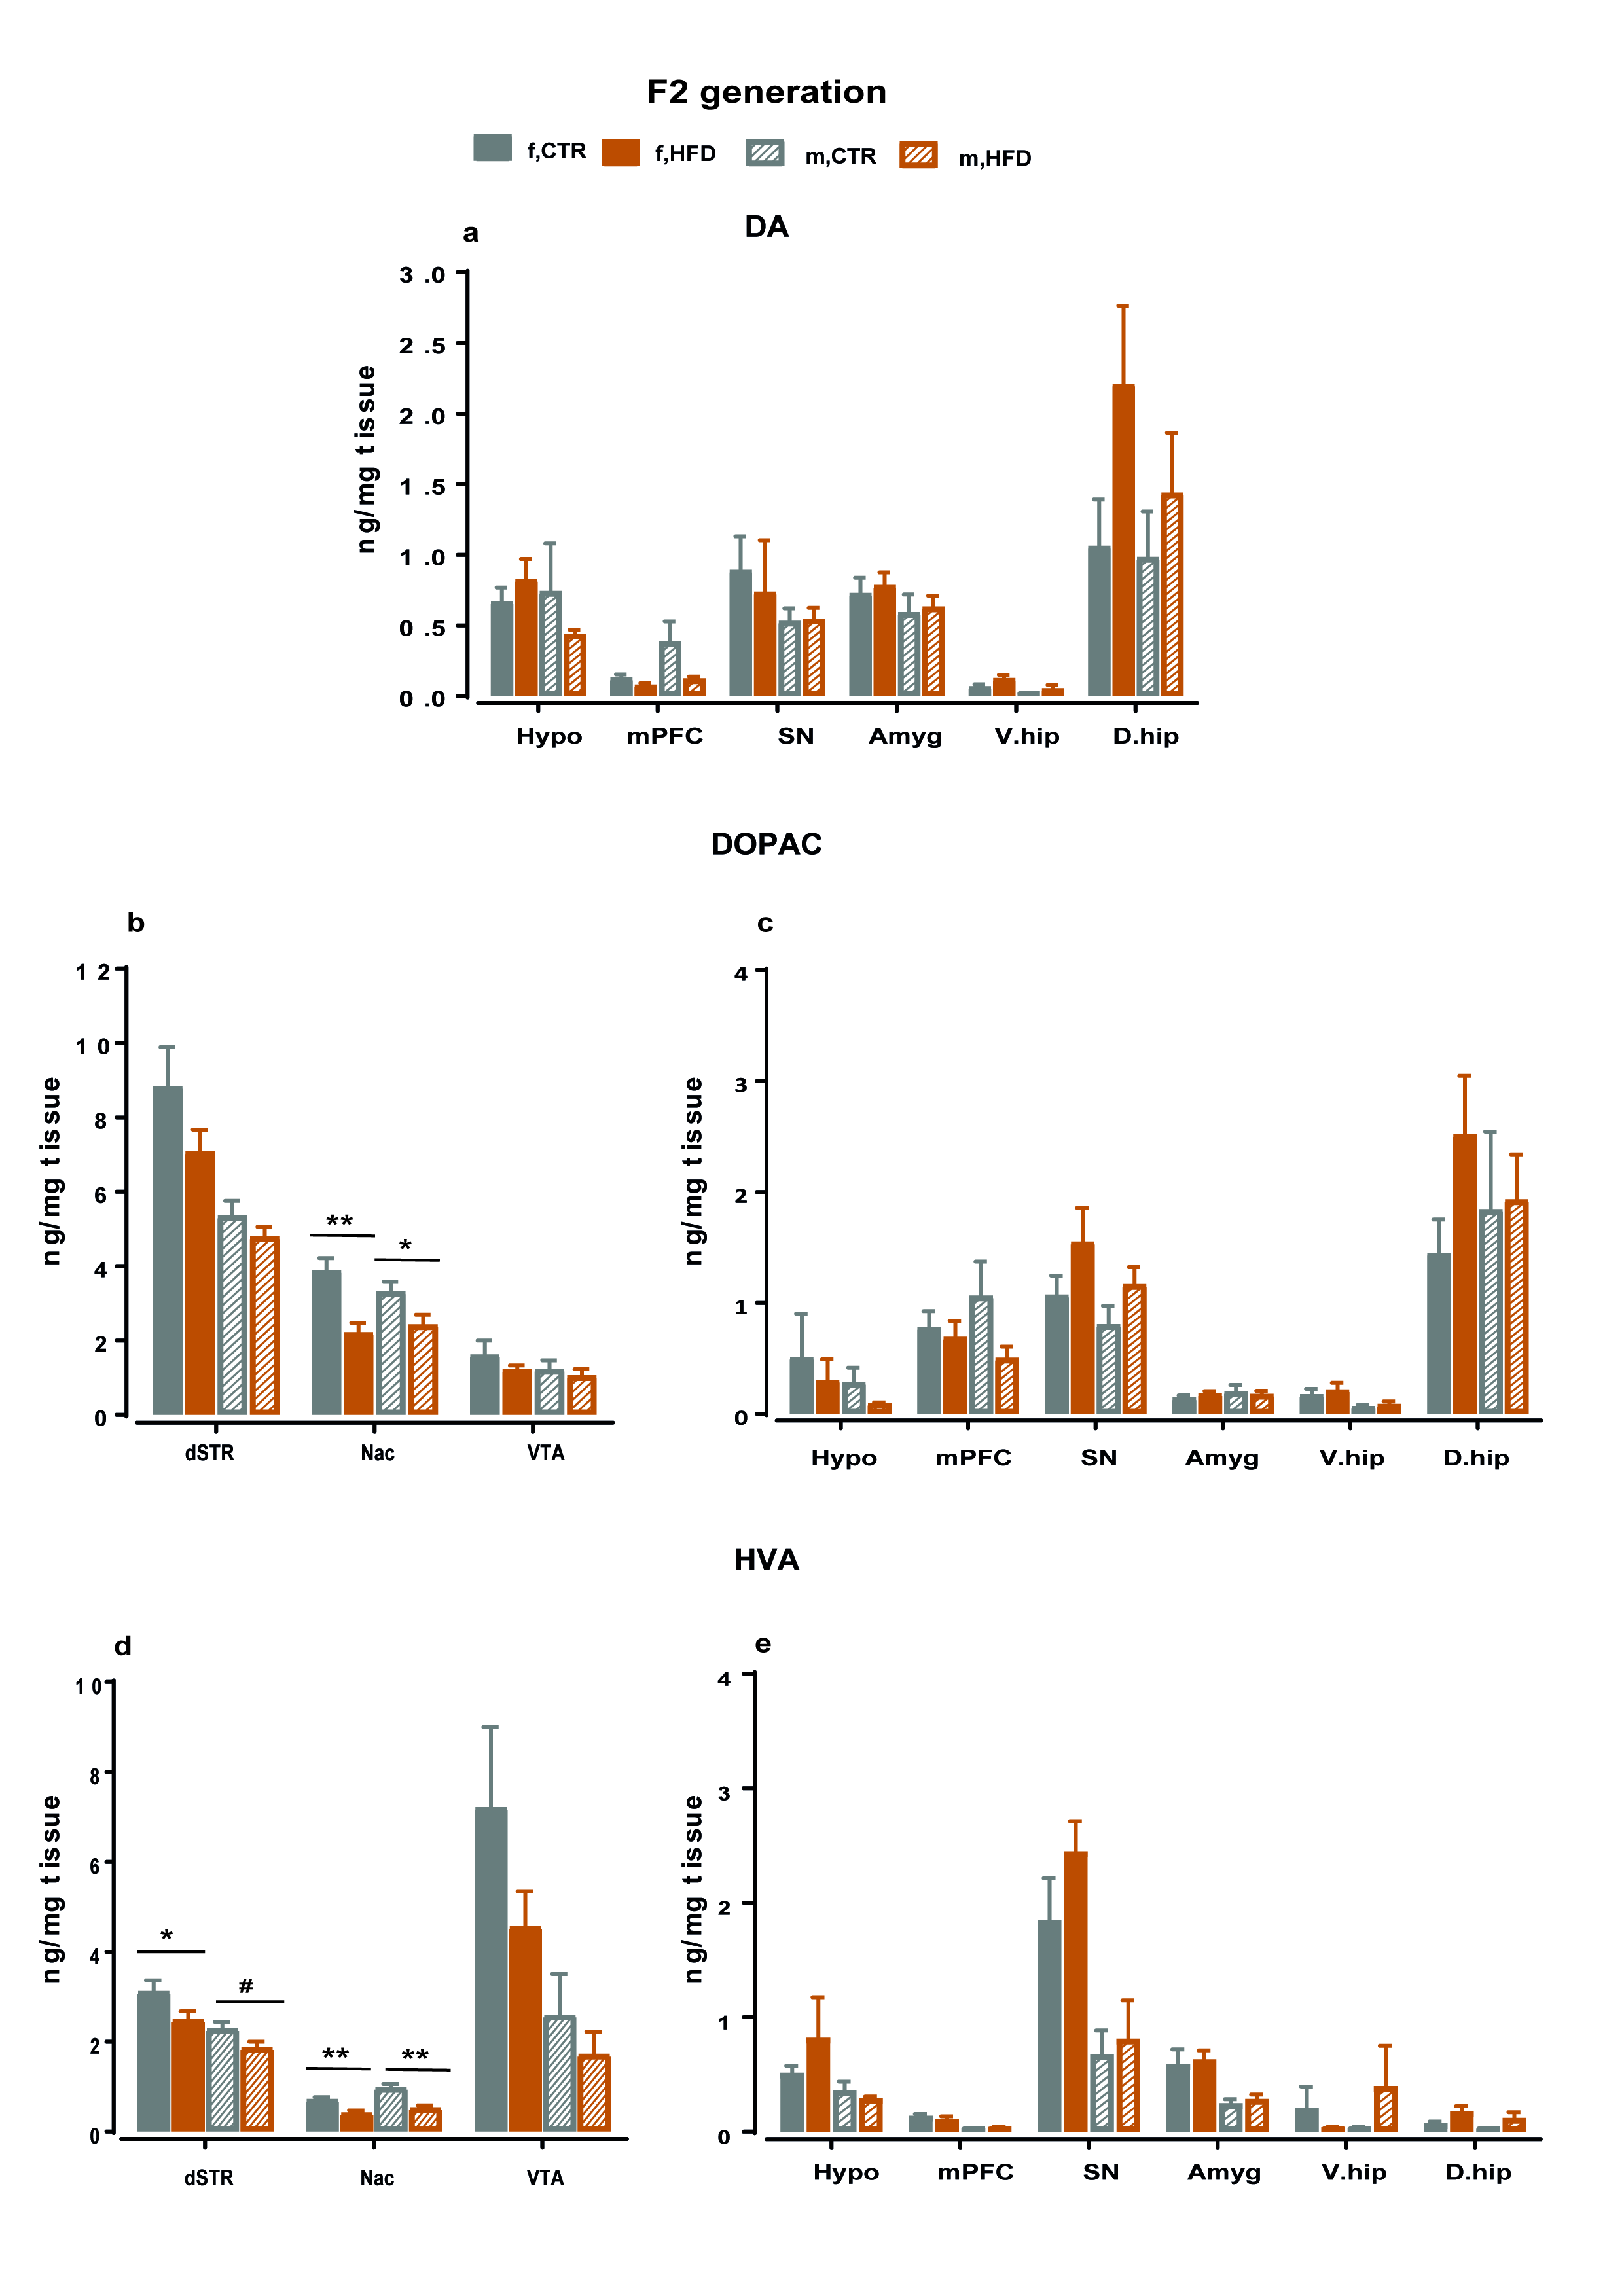 F2 generation
f,CTR f,HFD m,CTR m,HFD
a
DA
ng/mg tissue
3.0
2.5
2.0
1.5
1.0
0.5
0.0
Hypo mPFC SN Amyg V.hip D.hip
DOPAC
b
ng/mg tissue
12
10
8
6
4
2
0
**
*
dSTR Nac VTA
c
ng/mg tissue
4
3
2
1
0
Hypo mPFC SN Amyg V.hip D.hip
HVA
d
ng/mg tissue
10
8
6
4
2
0
*
#
** **
dSTR Nac VTA
e
ng/mg tissue
4
3
2
1
0
Hypo mPFC SN Amyg V.hip D.hip